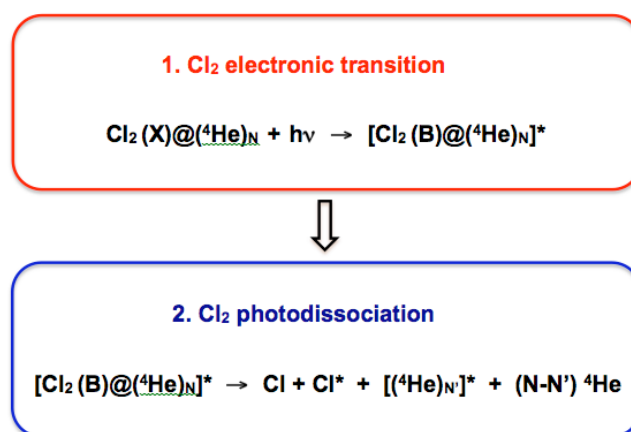 1. Cl₂ electronic transition
Cl₂ (X)@(⁴He)N + hν → [Cl₂ (B)@(⁴He)N]*
2. Cl₂ photodissociation
[Cl₂ (B)@(⁴He)N]* → Cl + Cl* + [(⁴He)N']* + (N-N') ⁴He